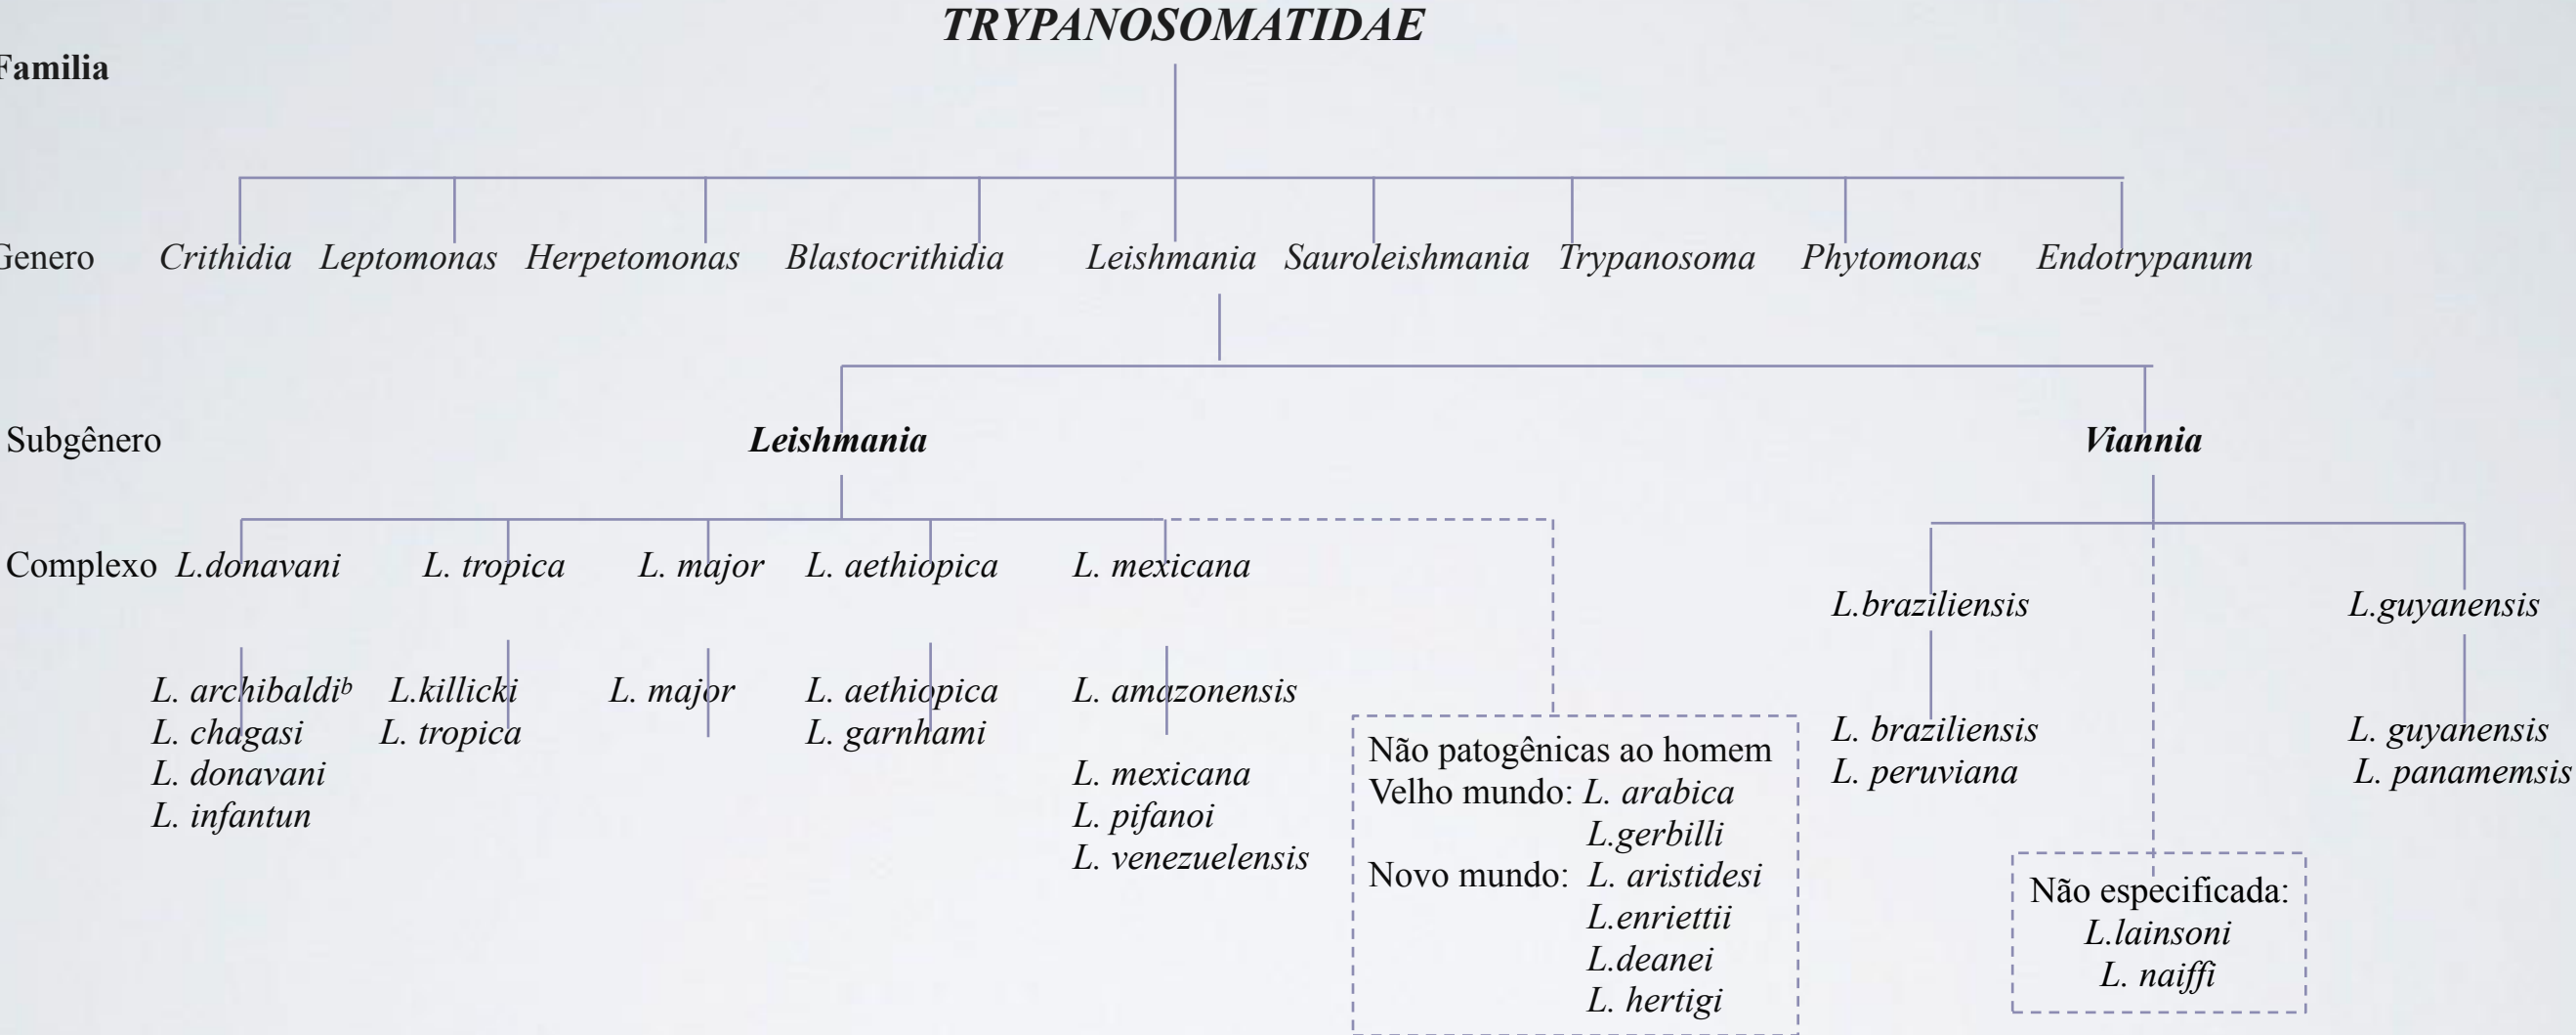 TRYPANOSOMATIDAE
Familia
Genero Crithidia Leptomonas Herpetomonas Blastocrithidia Leishmania Sauroleishmania Trypanosoma Phytomonas Endotrypanum
Subgênero Leishmania Viannia
Complexo L.donavani L. tropica L. major L. aethiopica L. mexicana
L.braziliensis L.guyanensis
L. archibaldiᵇ L.killicki L. major L. aethiopica L. amazonensis
L. chagasi L. tropica L. garnhami
L. donavani L. mexicana
L. infantun L. pifanoi
L. venezuelensis
Não patogênicas ao homem
Velho mundo: L. arabica
L.gerbilli
Novo mundo: L. aristidesi
L.enriettii
L.deanei
L. hertigi
L. braziliensis L. guyanensis
L. peruviana L. panamemsis
Não especificada:
L.lainsoni
L. naiffi